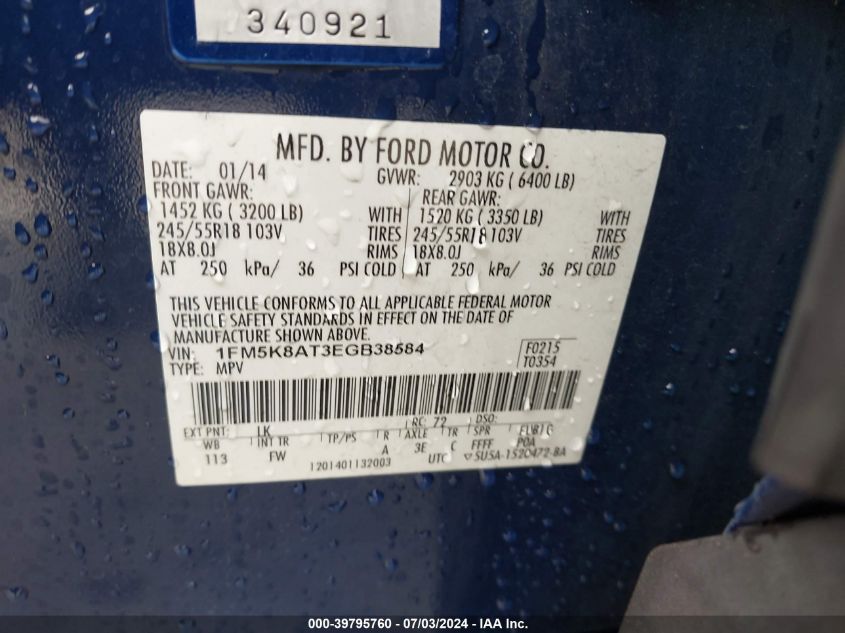 340921
MFD. BY FORD MOTOR CO.
DATE: 01/14 GVWR: 2903 KG ( 6400 LB)
FRONT GAWR: REAR GAWR:
1452 KG ( 3200 LB) WITH 1520 KG ( 3350 LB) WITH
245/55R18 103V TIRES 245/55R18 103V TIRES
18X8.0J RIMS 18X8.0J RIMS
AT 250 kPa/ 36 PSI COLD AT 250 kPa/ 36 PSI COLD
THIS VEHICLE CONFORMS TO ALL APPLICABLE FEDERAL MOTOR
VEHICLE SAFETY STANDARDS IN EFFECT ON THE DATE OF
MANUFACTURE SHOWN ABOVE.
VIN: 1FM5K8AT3EGB38584 F0215
TYPE: MPV T0354
EXT PNT: LK RC: 72 DSO:
WB INT TR TP/PS R AXLE TR SPR
113 FW A 3E C FFFF POA
1201401132003 UTC
000-39795760 - 07/03/2024 - IAA Inc.